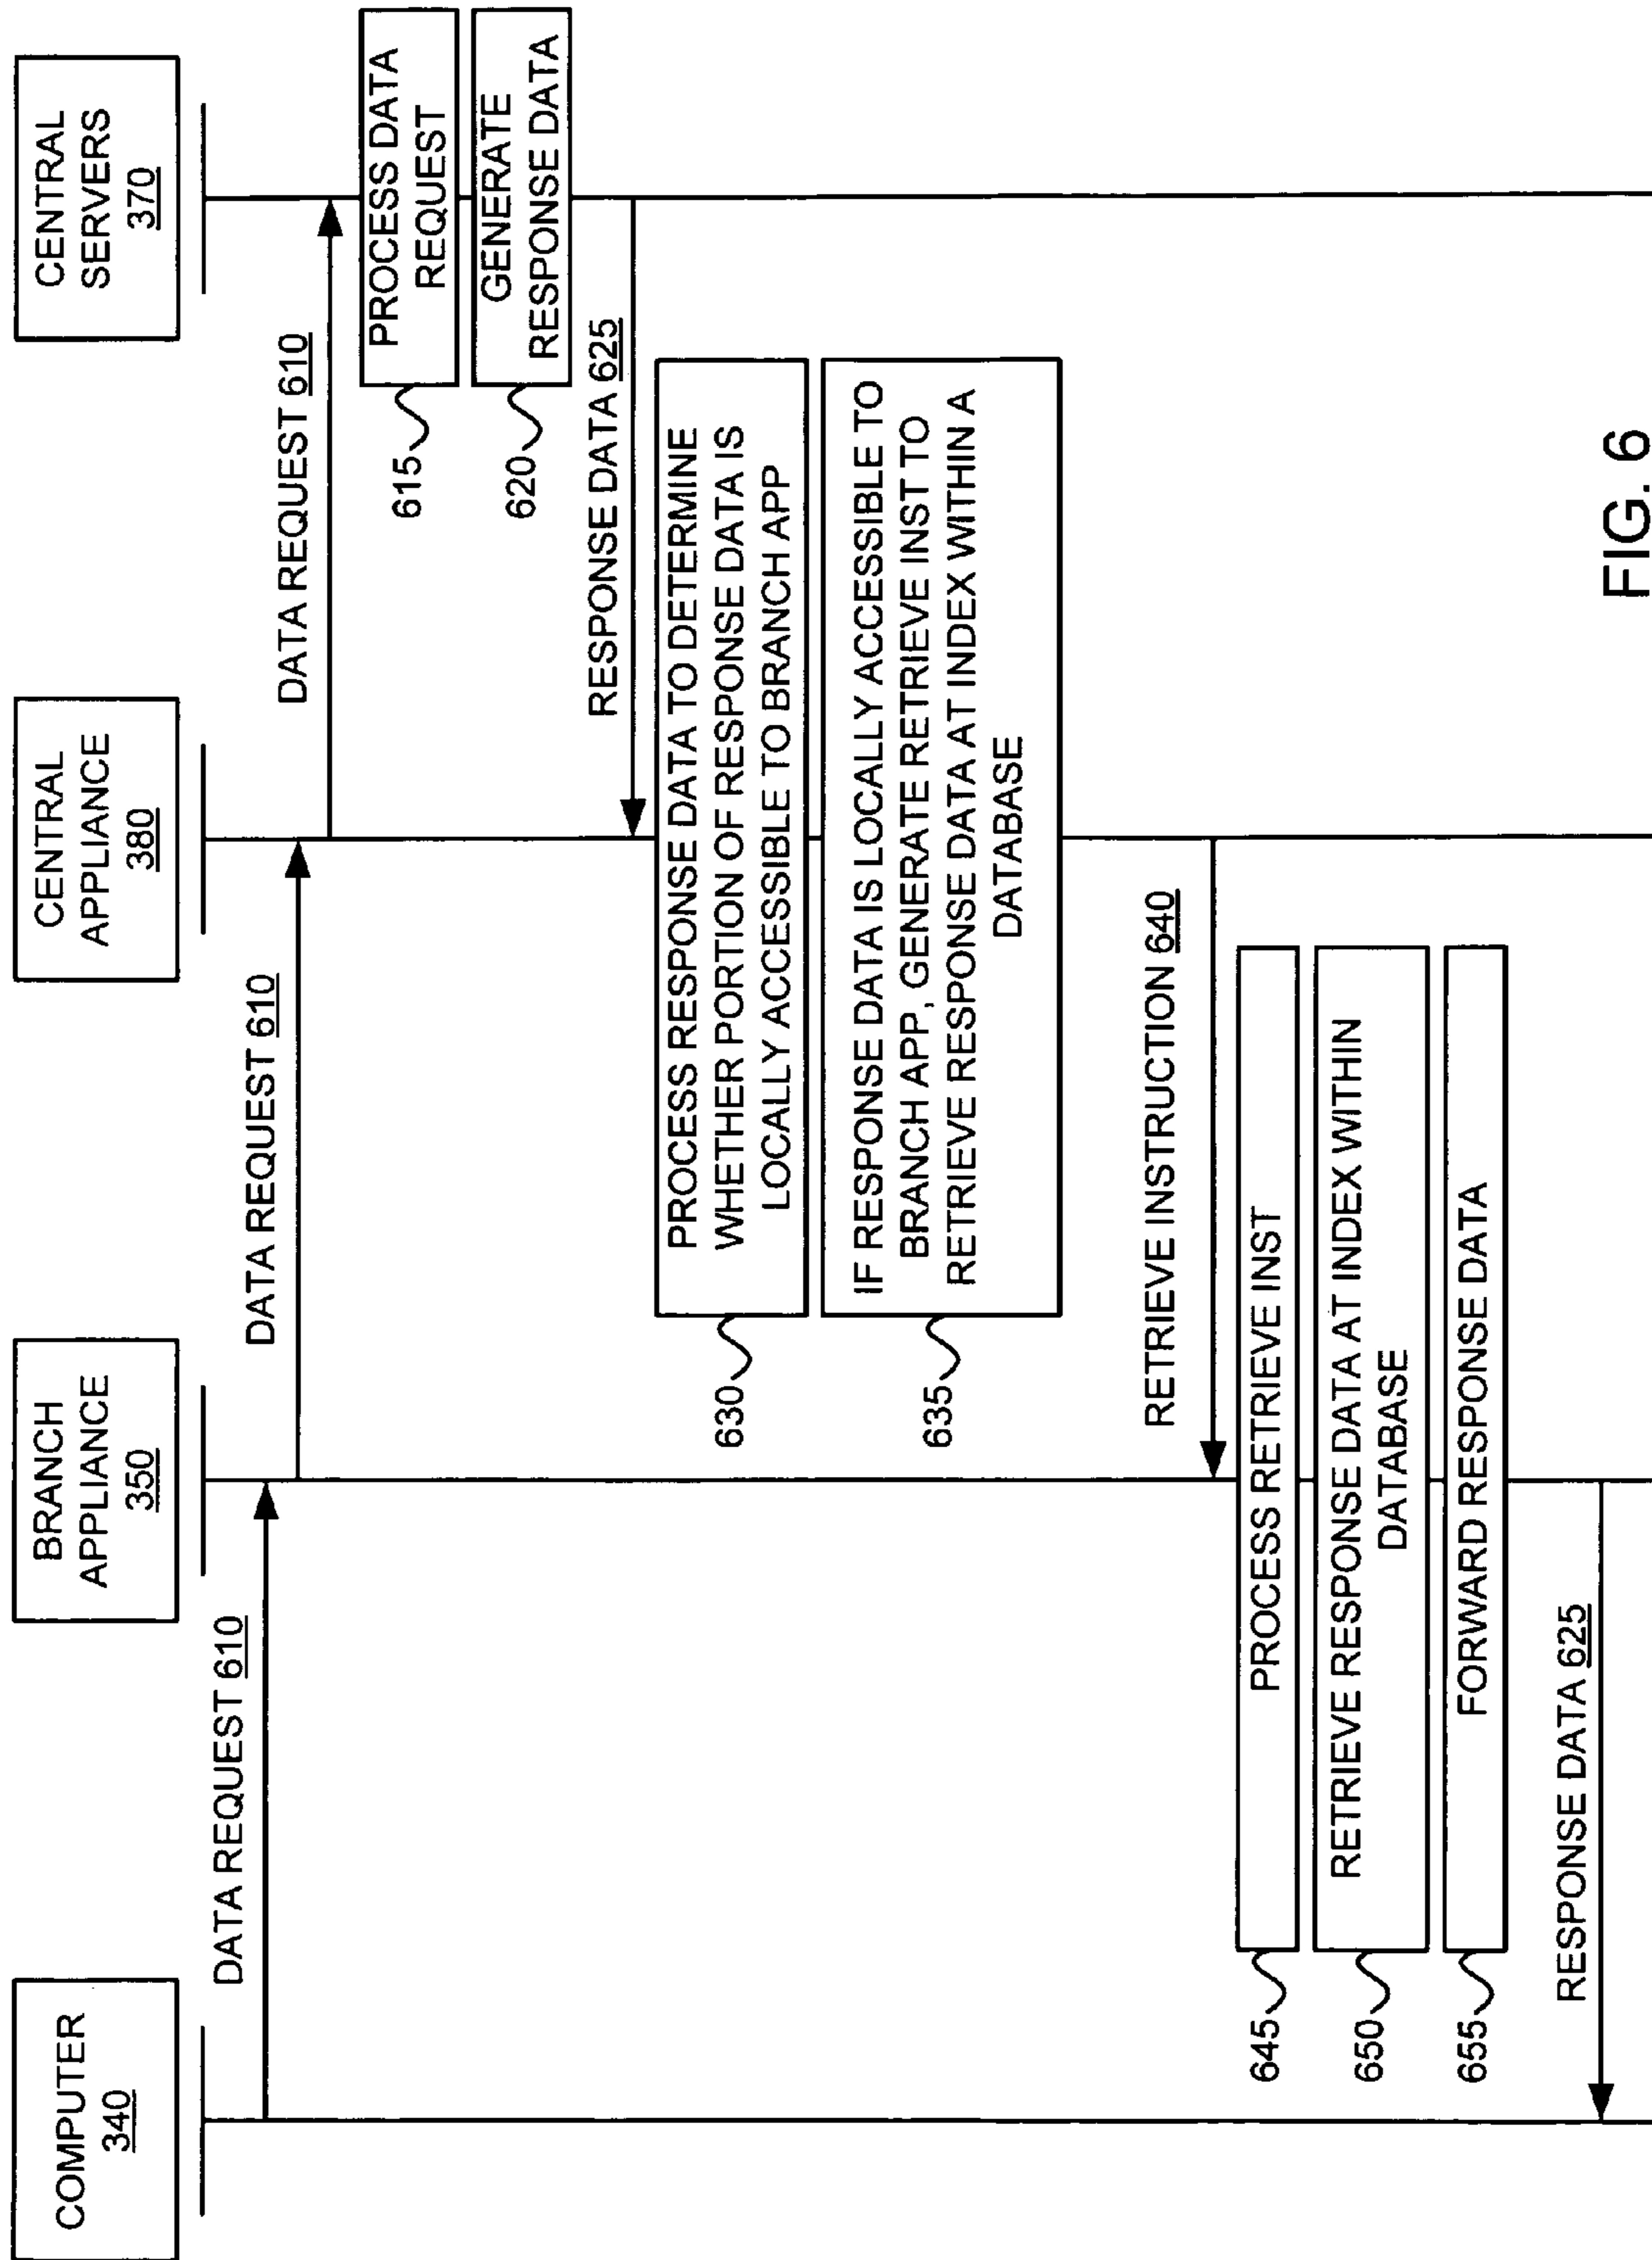 COMPUTER
340
BRANCH
APPLIANCE
350
CENTRAL
APPLIANCE
380
CENTRAL
SERVERS
370
DATA REQUEST 610
DATA REQUEST 610
DATA REQUEST 610
615
PROCESS DATA
REQUEST
620
GENERATE
RESPONSE DATA
RESPONSE DATA 625
630
PROCESS RESPONSE DATA TO DETERMINE
WHETHER PORTION OF RESPONSE DATA IS
LOCALLY ACCESSIBLE TO BRANCH APP
635
IF RESPONSE DATA IS LOCALLY ACCESSIBLE TO
BRANCH APP, GENERATE RETRIEVE INST TO
RETRIEVE RESPONSE DATA AT INDEX WITHIN A
DATABASE
RETRIEVE INSTRUCTION 640
645
PROCESS RETRIEVE INST
650
RETRIEVE RESPONSE DATA AT INDEX WITHIN
DATABASE
655
FORWARD RESPONSE DATA
RESPONSE DATA 625
FIG. 6